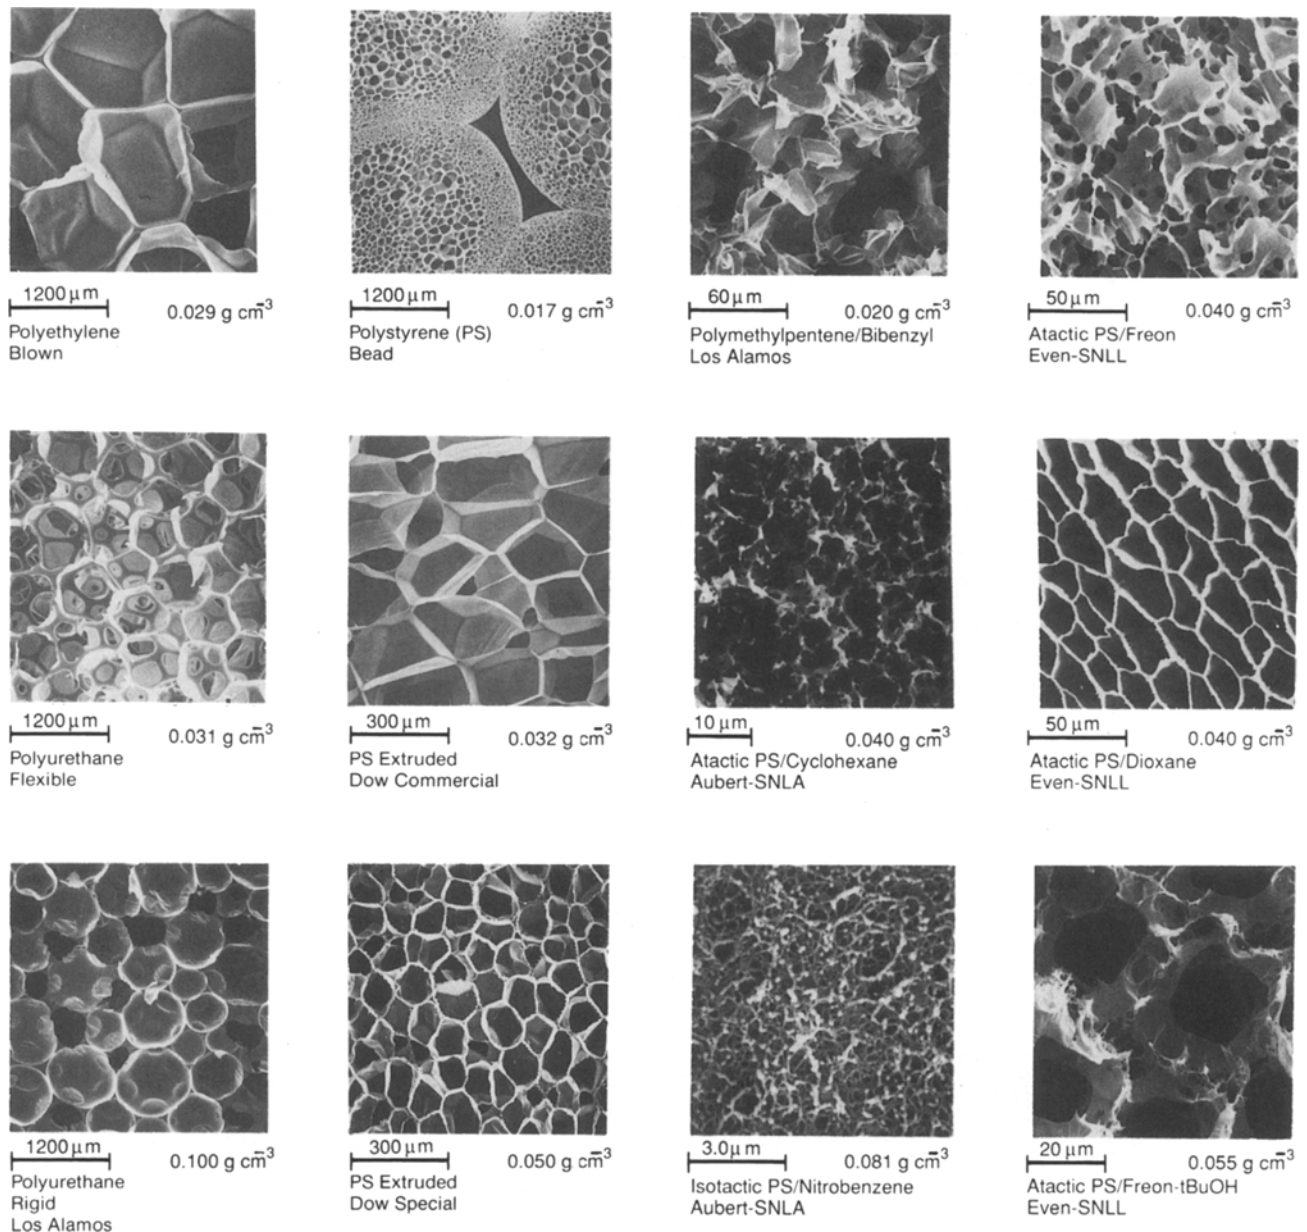 1200 μm
0.029 g cm⁻³
Polyethylene
Blown
1200 μm
0.017 g cm⁻³
Polystyrene (PS)
Bead
60 μm
0.020 g cm⁻³
Polymethylpentene/Bibenzyl
Los Alamos
50 μm
0.040 g cm⁻³
Atactic PS/Freon
Even-SNLL
1200 μm
0.031 g cm⁻³
Polyurethane
Flexible
300 μm
0.032 g cm⁻³
PS Extruded
Dow Commercial
10 μm
0.040 g cm⁻³
Atactic PS/Cyclohexane
Aubert-SNLA
50 μm
0.040 g cm⁻³
Atactic PS/Dioxane
Even-SNLL
1200 μm
0.100 g cm⁻³
Polyurethane
Rigid
Los Alamos
300 μm
0.050 g cm⁻³
PS Extruded
Dow Special
3.0 μm
0.081 g cm⁻³
Isotactic PS/Nitrobenzene
Aubert-SNLA
20 μm
0.055 g cm⁻³
Atactic PS/Freon-tBuOH
Even-SNLL